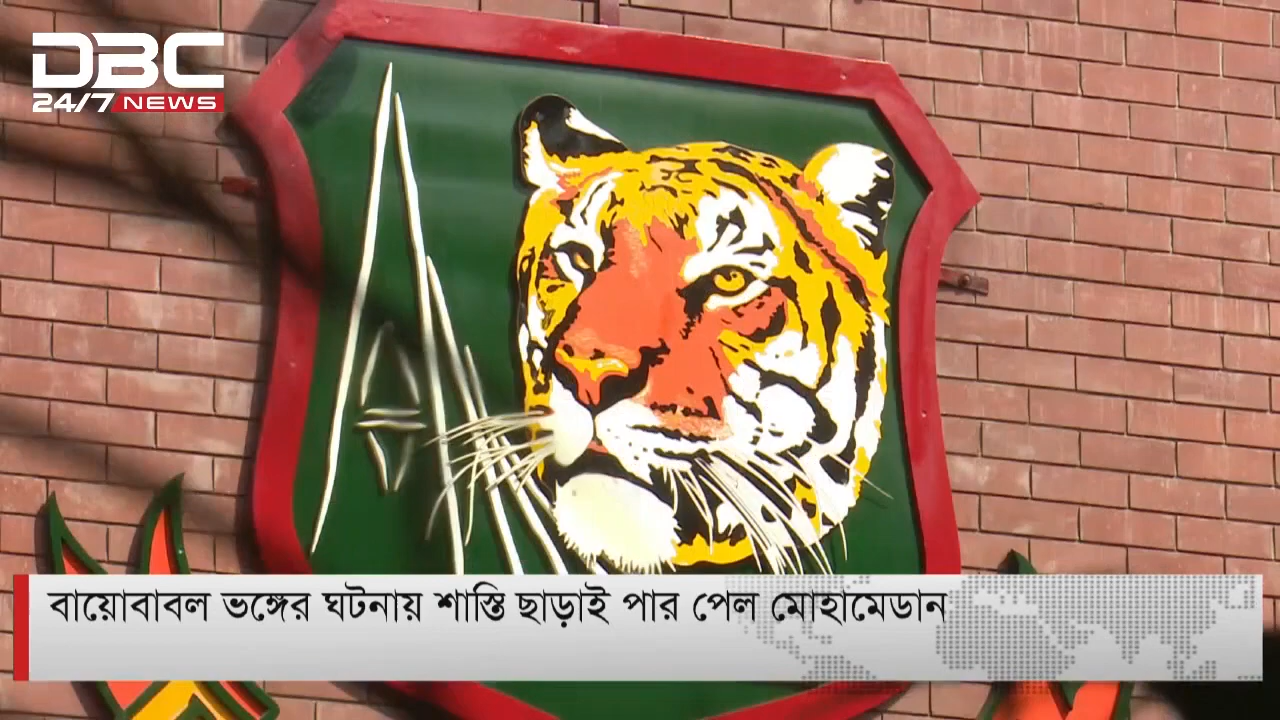 DBC
24/7 NEWS
বায়োবাবল ভঙ্গের ঘটনায় শাস্তি ছাড়াই পার পেল মোহামেডান